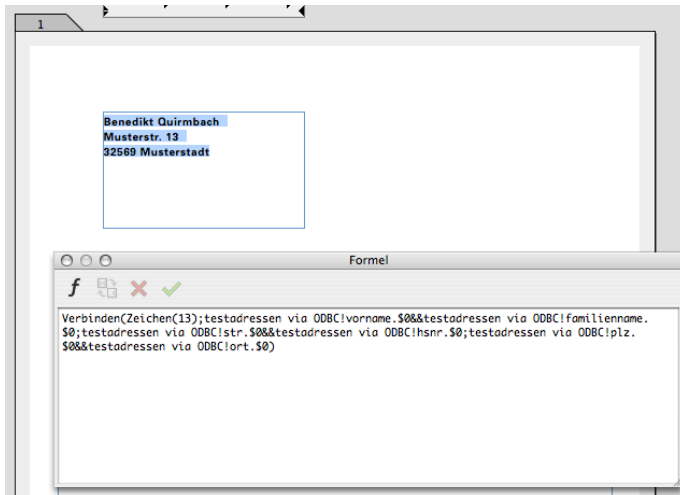 1
Benedikt Quirmbach
Musterstr. 13
32569 Musterstadt
Formel
f
Verbinden(Zeichen(13);testadressen via ODBC!vorname.$0&&testadressen via ODBC!familienname.
$0;testadressen via ODBC!str.$0&&testadressen via ODBC!hsnr.$0;testadressen via ODBC!plz.
$0&&testadressen via ODBC!ort.$0)